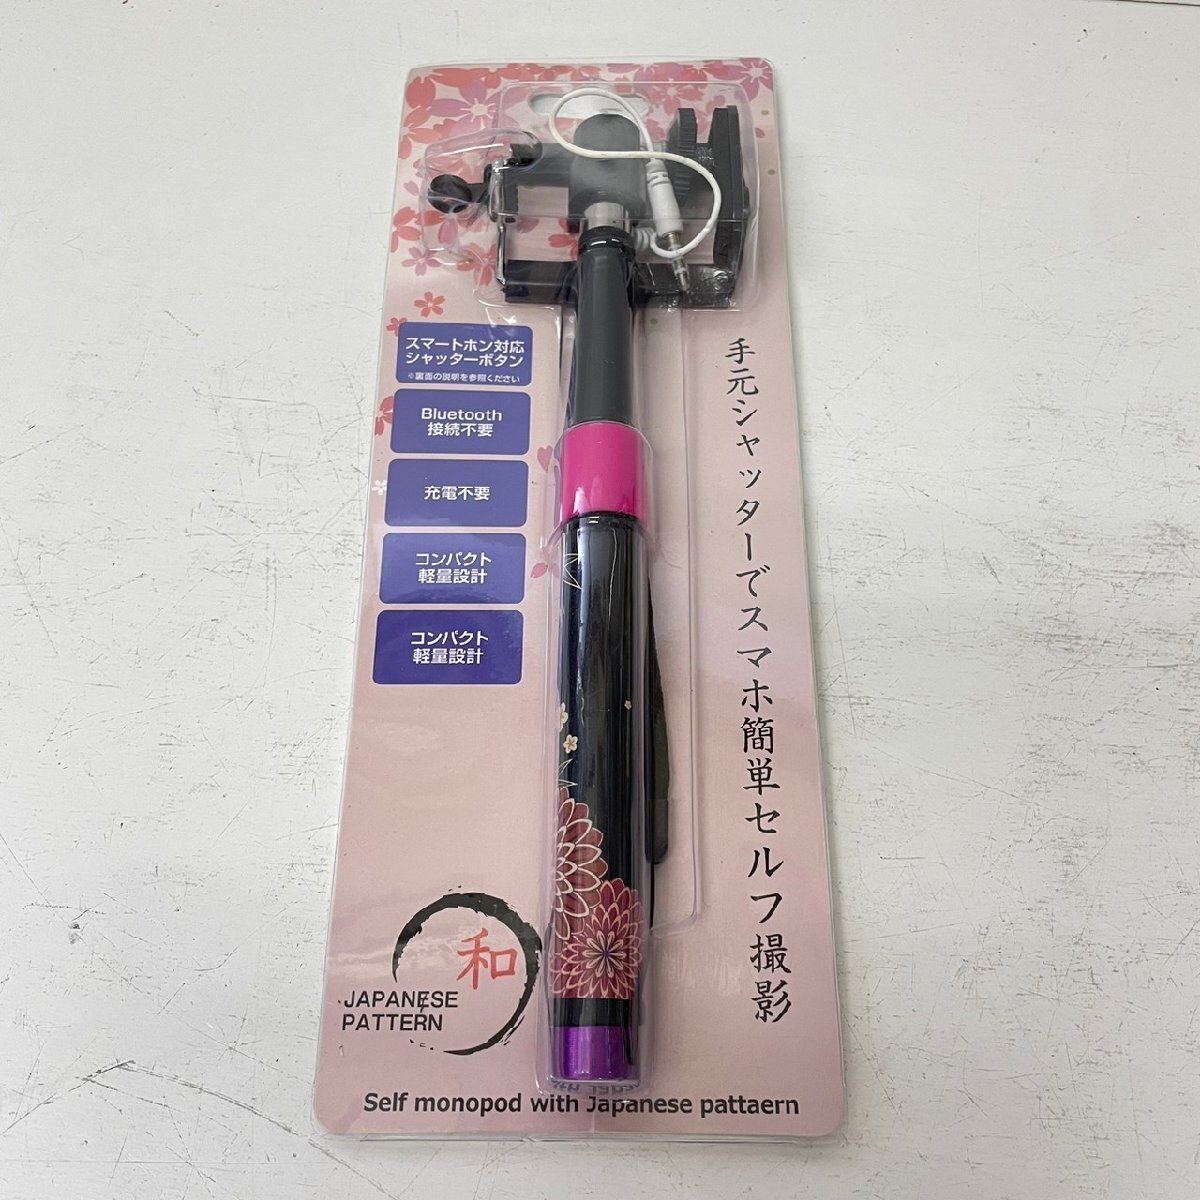 スマートホン対応
シャッターボタン
※裏面の説明を参照ください
Bluetooth
接続不要
充電不要
コンパクト
軽量設計
コンパクト
軽量設計
手元シャッターでスマホ簡単セルフ撮影
和
JAPANESE
PATTERN
Self monopod with Japanese pattaern